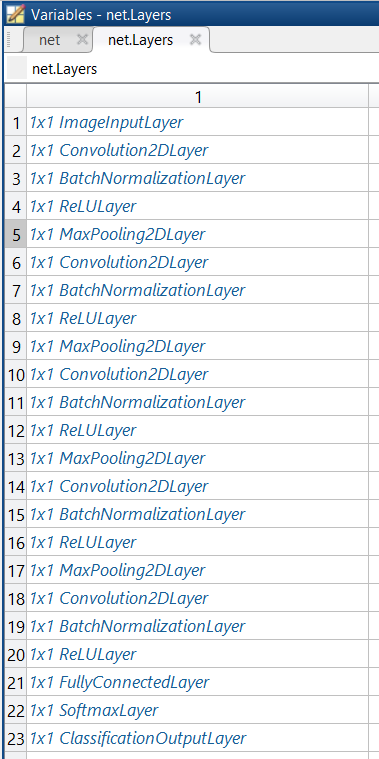 Variables - net.Layers
net net.Layers
net.Layers
1
1 1x1 ImageInputLayer
2 1x1 Convolution2DLayer
3 1x1 BatchNormalizationLayer
4 1x1 ReLULayer
5 1x1 MaxPooling2DLayer
6 1x1 Convolution2DLayer
7 1x1 BatchNormalizationLayer
8 1x1 ReLULayer
9 1x1 MaxPooling2DLayer
10 1x1 Convolution2DLayer
11 1x1 BatchNormalizationLayer
12 1x1 ReLULayer
13 1x1 MaxPooling2DLayer
14 1x1 Convolution2DLayer
15 1x1 BatchNormalizationLayer
16 1x1 ReLULayer
17 1x1 MaxPooling2DLayer
18 1x1 Convolution2DLayer
19 1x1 BatchNormalizationLayer
20 1x1 ReLULayer
21 1x1 FullyConnectedLayer
22 1x1 SoftmaxLayer
23 1x1 ClassificationOutputLayer